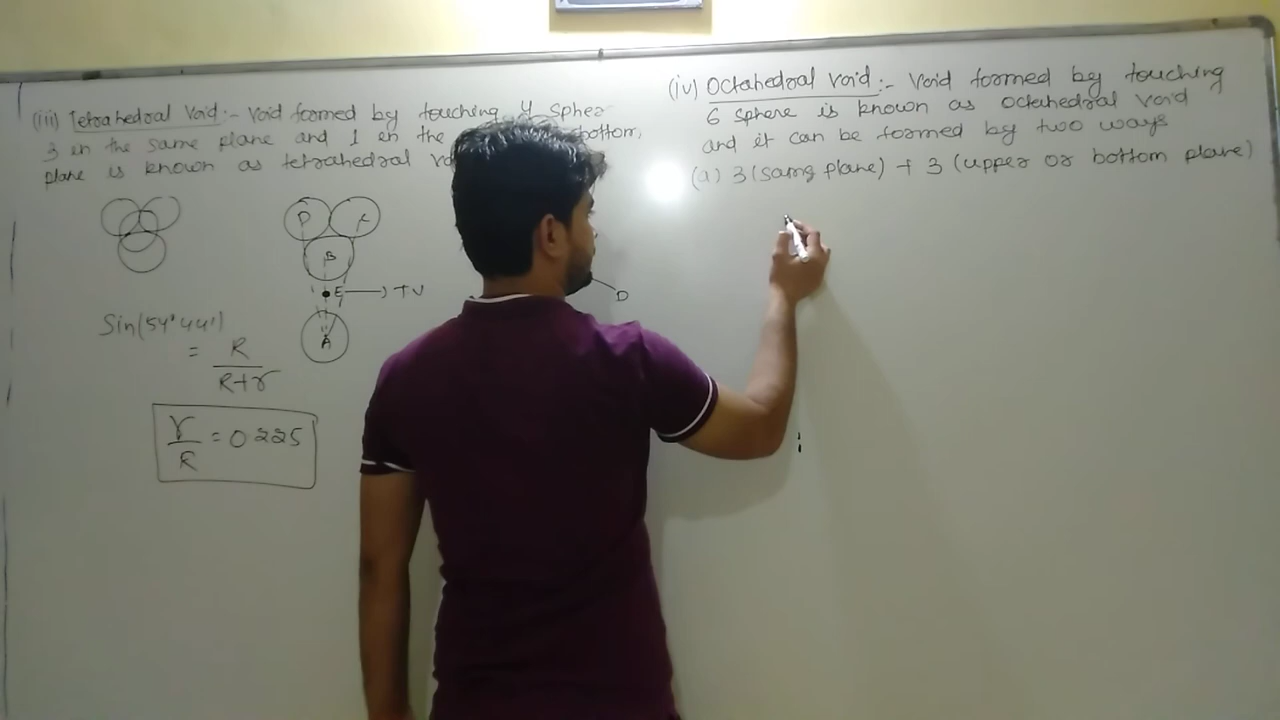 (iii) Tetrahedral Void :- Void formed by touching 4 spher
3 in the same plane and 1 in the bottom,
plane is known as tetrahedral
P
B
E → TV
A
D
Sin(54°44')
= R
R+r
r = 0.225
R
(iv) Octahedral void :- Void formed by touching
6 sphere is known as octahedral void
and it can be formed by two ways
(a) 3 (same plane) + 3 (upper or bottom plane)